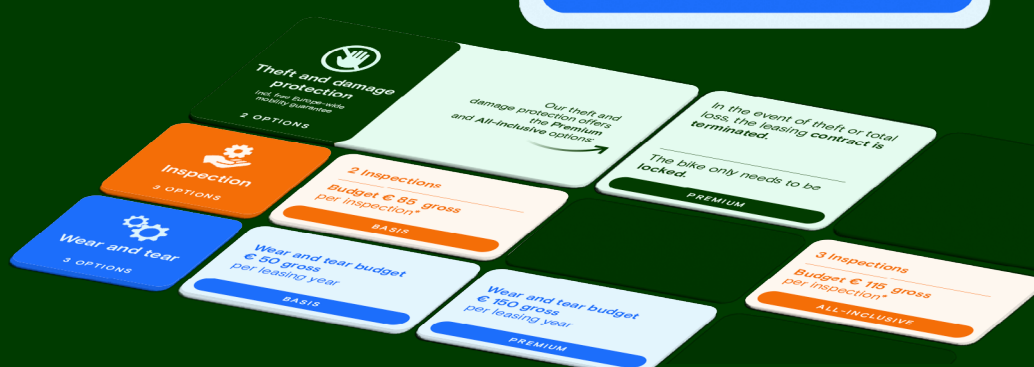 Theft and damage
protection
incl. free Europe-wide
mobility guarantee
2 OPTIONS
Our theft and
damage protection offers
the Premium
and All-inclusive options.
In the event of theft or total
loss, the leasing contract is
terminated.
The bike only needs to be
locked.
PREMIUM
Inspection
3 OPTIONS
2 Inspections
Budget € 85 gross
per inspection*
BASIS
3 Inspections
Budget € 115 gross
per inspection*
ALL-INCLUSIVE
Wear and tear
3 OPTIONS
Wear and tear budget
€ 50 gross
per leasing year
BASIS
Wear and tear budget
€ 150 gross
per leasing year
PREMIUM